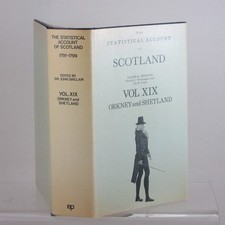 THE
STATISTICAL
ACCOUNT
OF
SCOTLAND
1791-1799
EDITED BY
SIR JOHN SINCLAIR
VOL. XIX
ORKNEY and
SHETLAND
ep
THE
STATISTICAL ACCOUNT
OF
SCOTLAND
VOL XIX
ORKNEY and SHETLAND